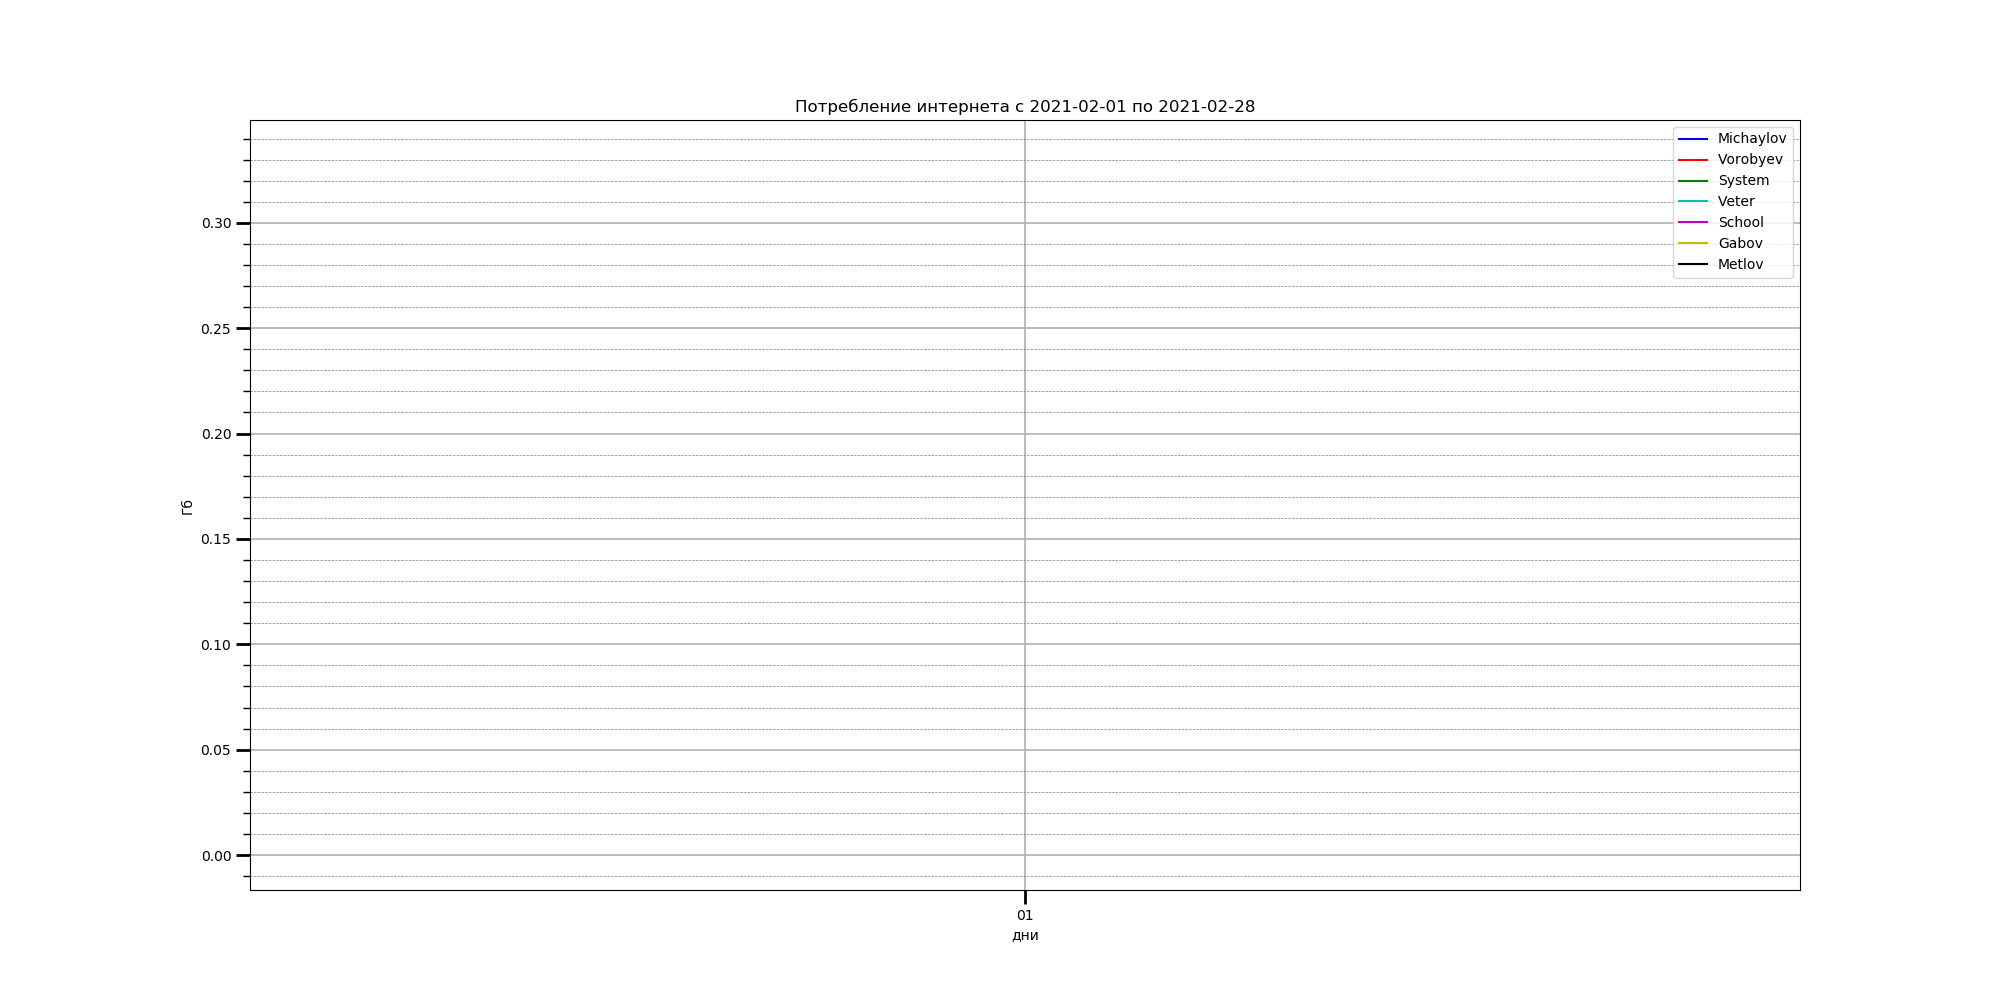 Потребление интернета с 2021-02-01 по 2021-02-28
Michaylov
Vorobyev
System
Veter
School
Gabov
Metlov
0.30
0.25
0.20
0.15
0.10
0.05
0.00
Гб
01
дни